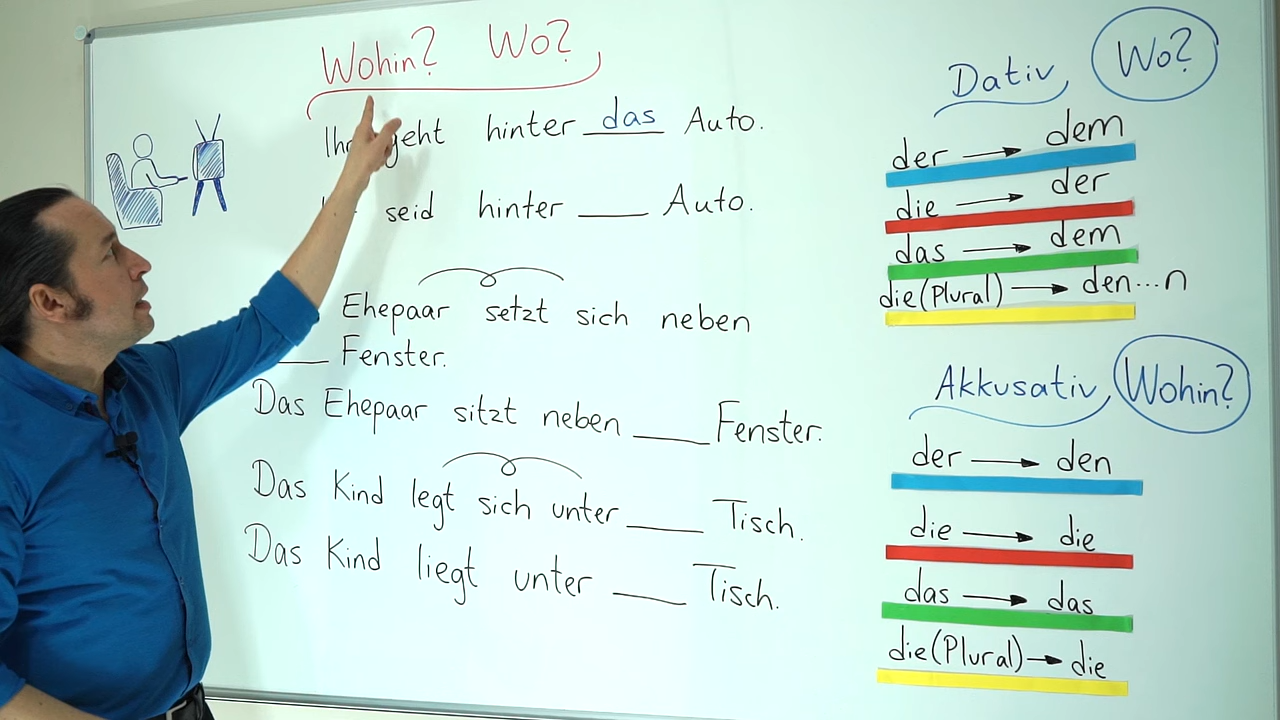 Wohin? Wo?
geht hinter das Auto.
seid hinter ___ Auto.
Ehepaar setzt sich neben
___ Fenster.
Das Ehepaar sitzt neben ___ Fenster.
Das Kind legt sich unter ___ Tisch.
Das Kind liegt unter ___ Tisch.
Dativ Wo?
der → dem
die → der
das → dem
die (Plural) → den...n
Akkusativ Wohin?
der → den
die → die
das → das
die (Plural) → die